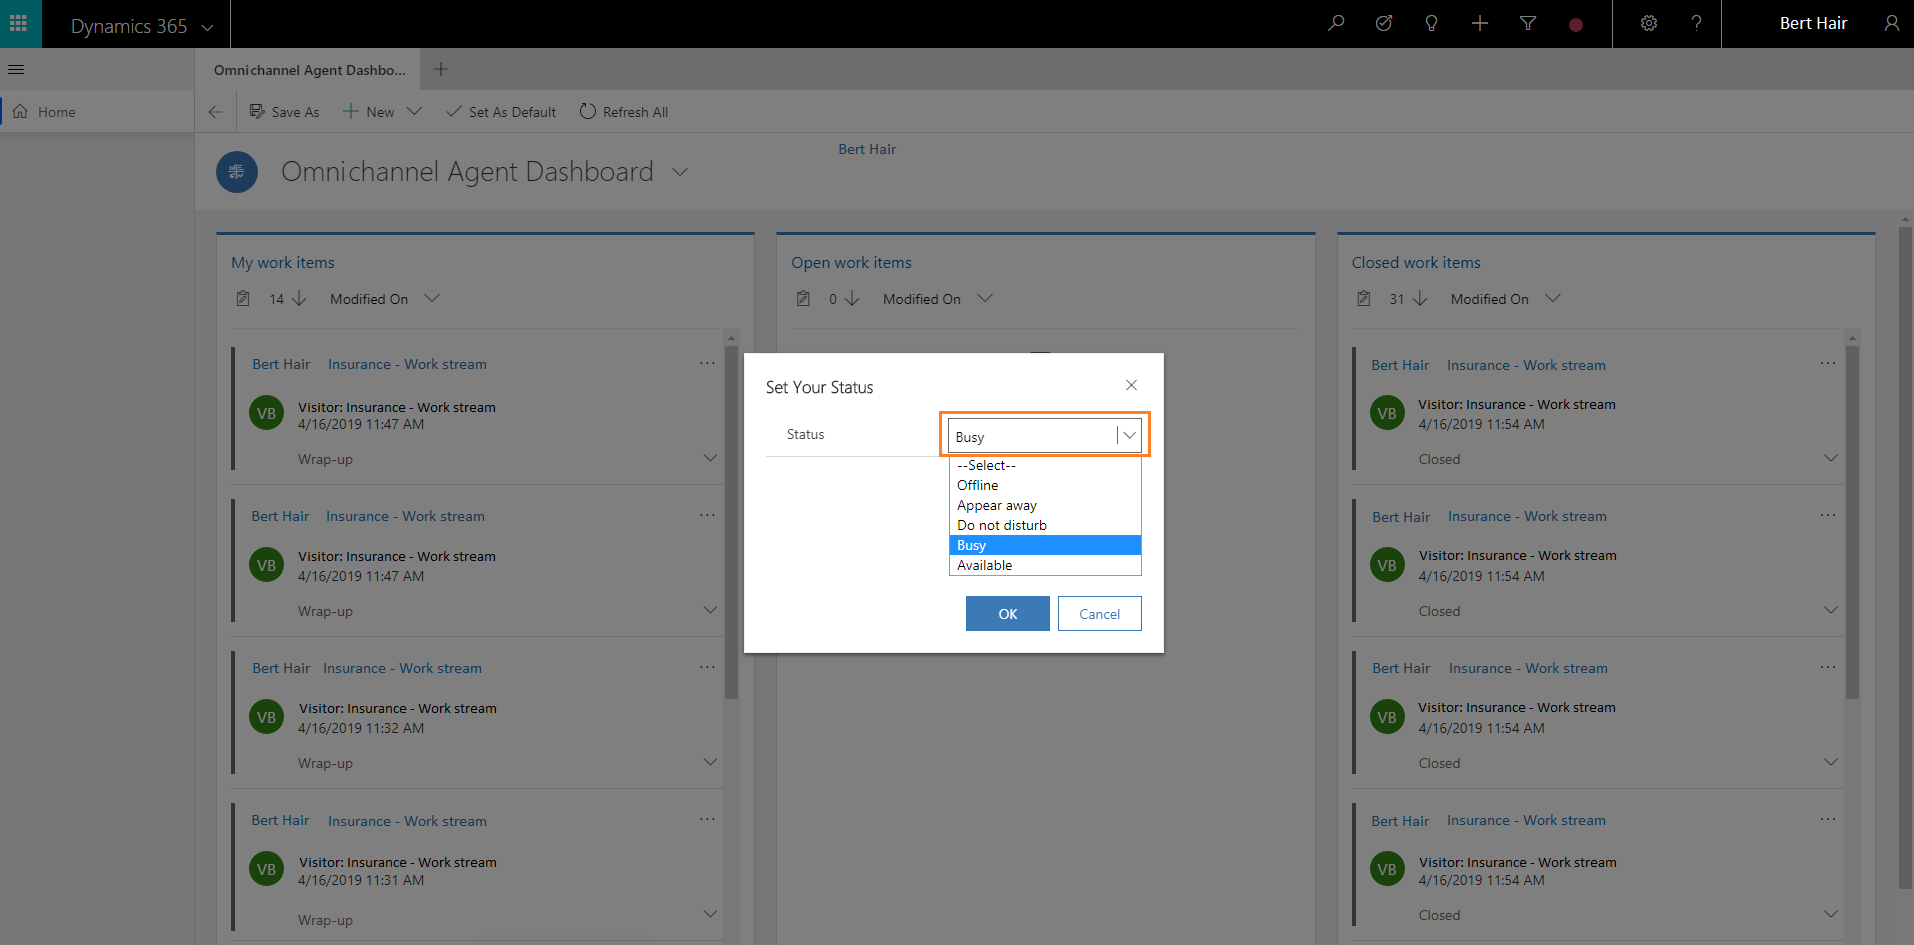 Dynamics 365
Bert Hair
Omnichannel Agent Dashbo...
Home
Save As
New
Set As Default
Refresh All
Omnichannel Agent Dashboard
Bert Hair
My work items
14
Modified On
Bert Hair Insurance - Work stream
VB
Visitor: Insurance - Work stream
4/16/2019 11:47 AM
Wrap-up
Bert Hair Insurance - Work stream
VB
Visitor: Insurance - Work stream
4/16/2019 11:47 AM
Wrap-up
Bert Hair Insurance - Work stream
VB
Visitor: Insurance - Work stream
4/16/2019 11:32 AM
Wrap-up
Bert Hair Insurance - Work stream
VB
Visitor: Insurance - Work stream
4/16/2019 11:31 AM
Wrap-up
Open work items
0
Modified On
Set Your Status
Status
Busy
--Select--
Offline
Appear away
Do not disturb
Busy
Available
OK
Cancel
Closed work items
31
Modified On
Bert Hair Insurance - Work stream
VB
Visitor: Insurance - Work stream
4/16/2019 11:54 AM
Closed
Bert Hair Insurance - Work stream
VB
Visitor: Insurance - Work stream
4/16/2019 11:54 AM
Closed
Bert Hair Insurance - Work stream
VB
Visitor: Insurance - Work stream
4/16/2019 11:54 AM
Closed
Bert Hair Insurance - Work stream
VB
Visitor: Insurance - Work stream
4/16/2019 11:54 AM
Closed